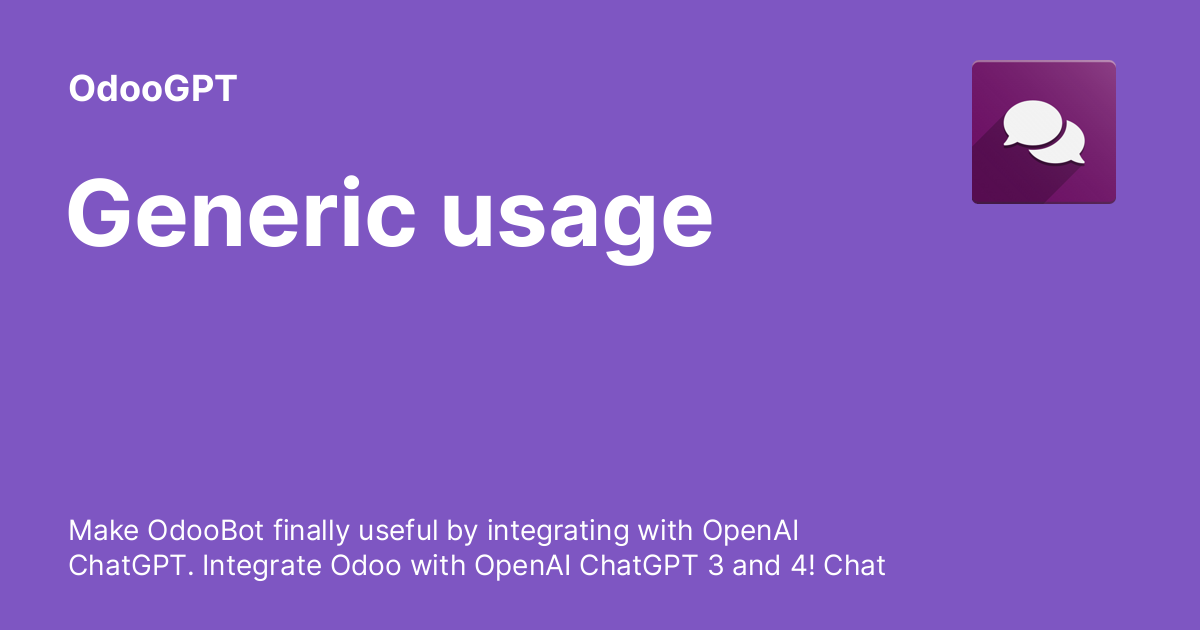 OdooGPT
Generic usage
Make OdooBot finally useful by integrating with OpenAI
ChatGPT. Integrate Odoo with OpenAI ChatGPT 3 and 4! Chat